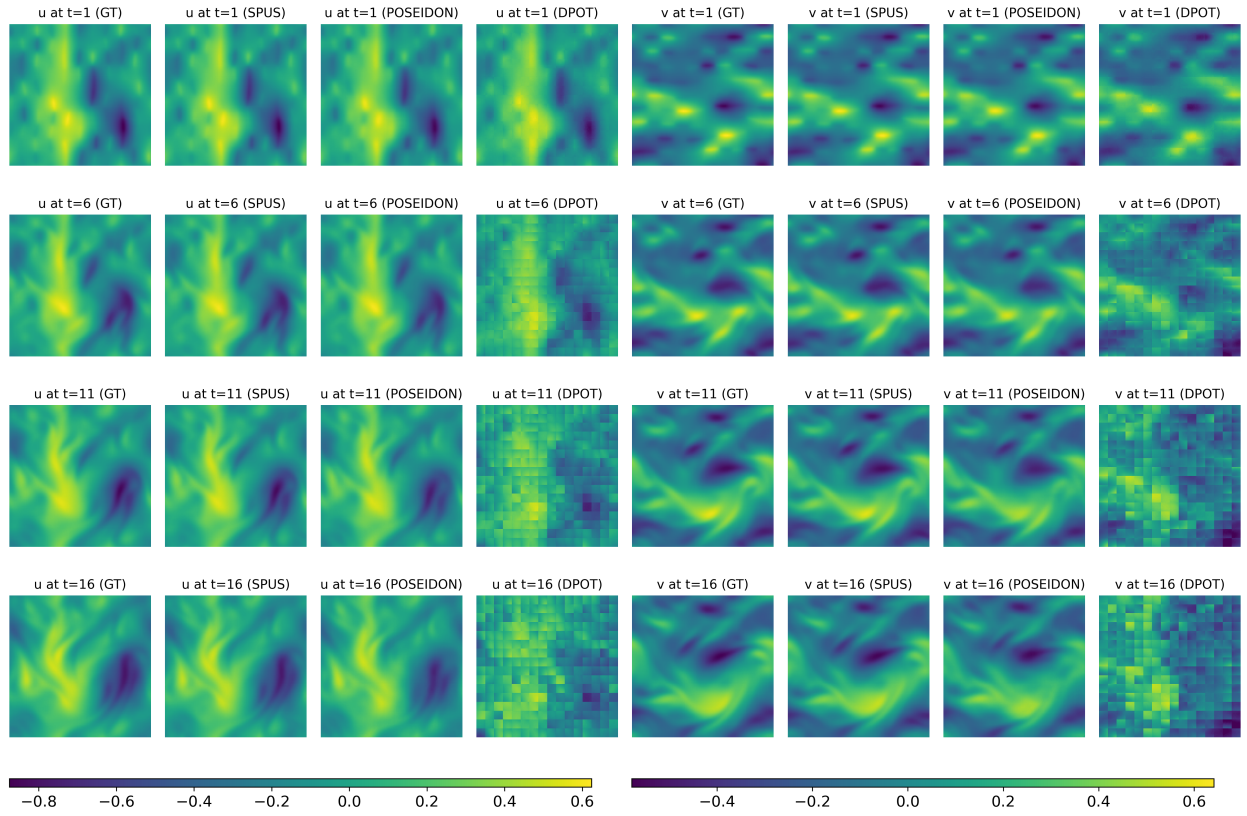 u at t=1 (GT) u at t=1 (SPUS) u at t=1 (POSEIDON) u at t=1 (DPOT) v at t=1 (GT) v at t=1 (SPUS) v at t=1 (POSEIDON) v at t=1 (DPOT)
u at t=6 (GT) u at t=6 (SPUS) u at t=6 (POSEIDON) u at t=6 (DPOT) v at t=6 (GT) v at t=6 (SPUS) v at t=6 (POSEIDON) v at t=6 (DPOT)
u at t=11 (GT) u at t=11 (SPUS) u at t=11 (POSEIDON) u at t=11 (DPOT) v at t=11 (GT) v at t=11 (SPUS) v at t=11 (POSEIDON) v at t=11 (DPOT)
u at t=16 (GT) u at t=16 (SPUS) u at t=16 (POSEIDON) u at t=16 (DPOT) v at t=16 (GT) v at t=16 (SPUS) v at t=16 (POSEIDON) v at t=16 (DPOT)
−0.8 −0.6 −0.4 −0.2 0.0 0.2 0.4 0.6 −0.4 −0.2 0.0 0.2 0.4 0.6